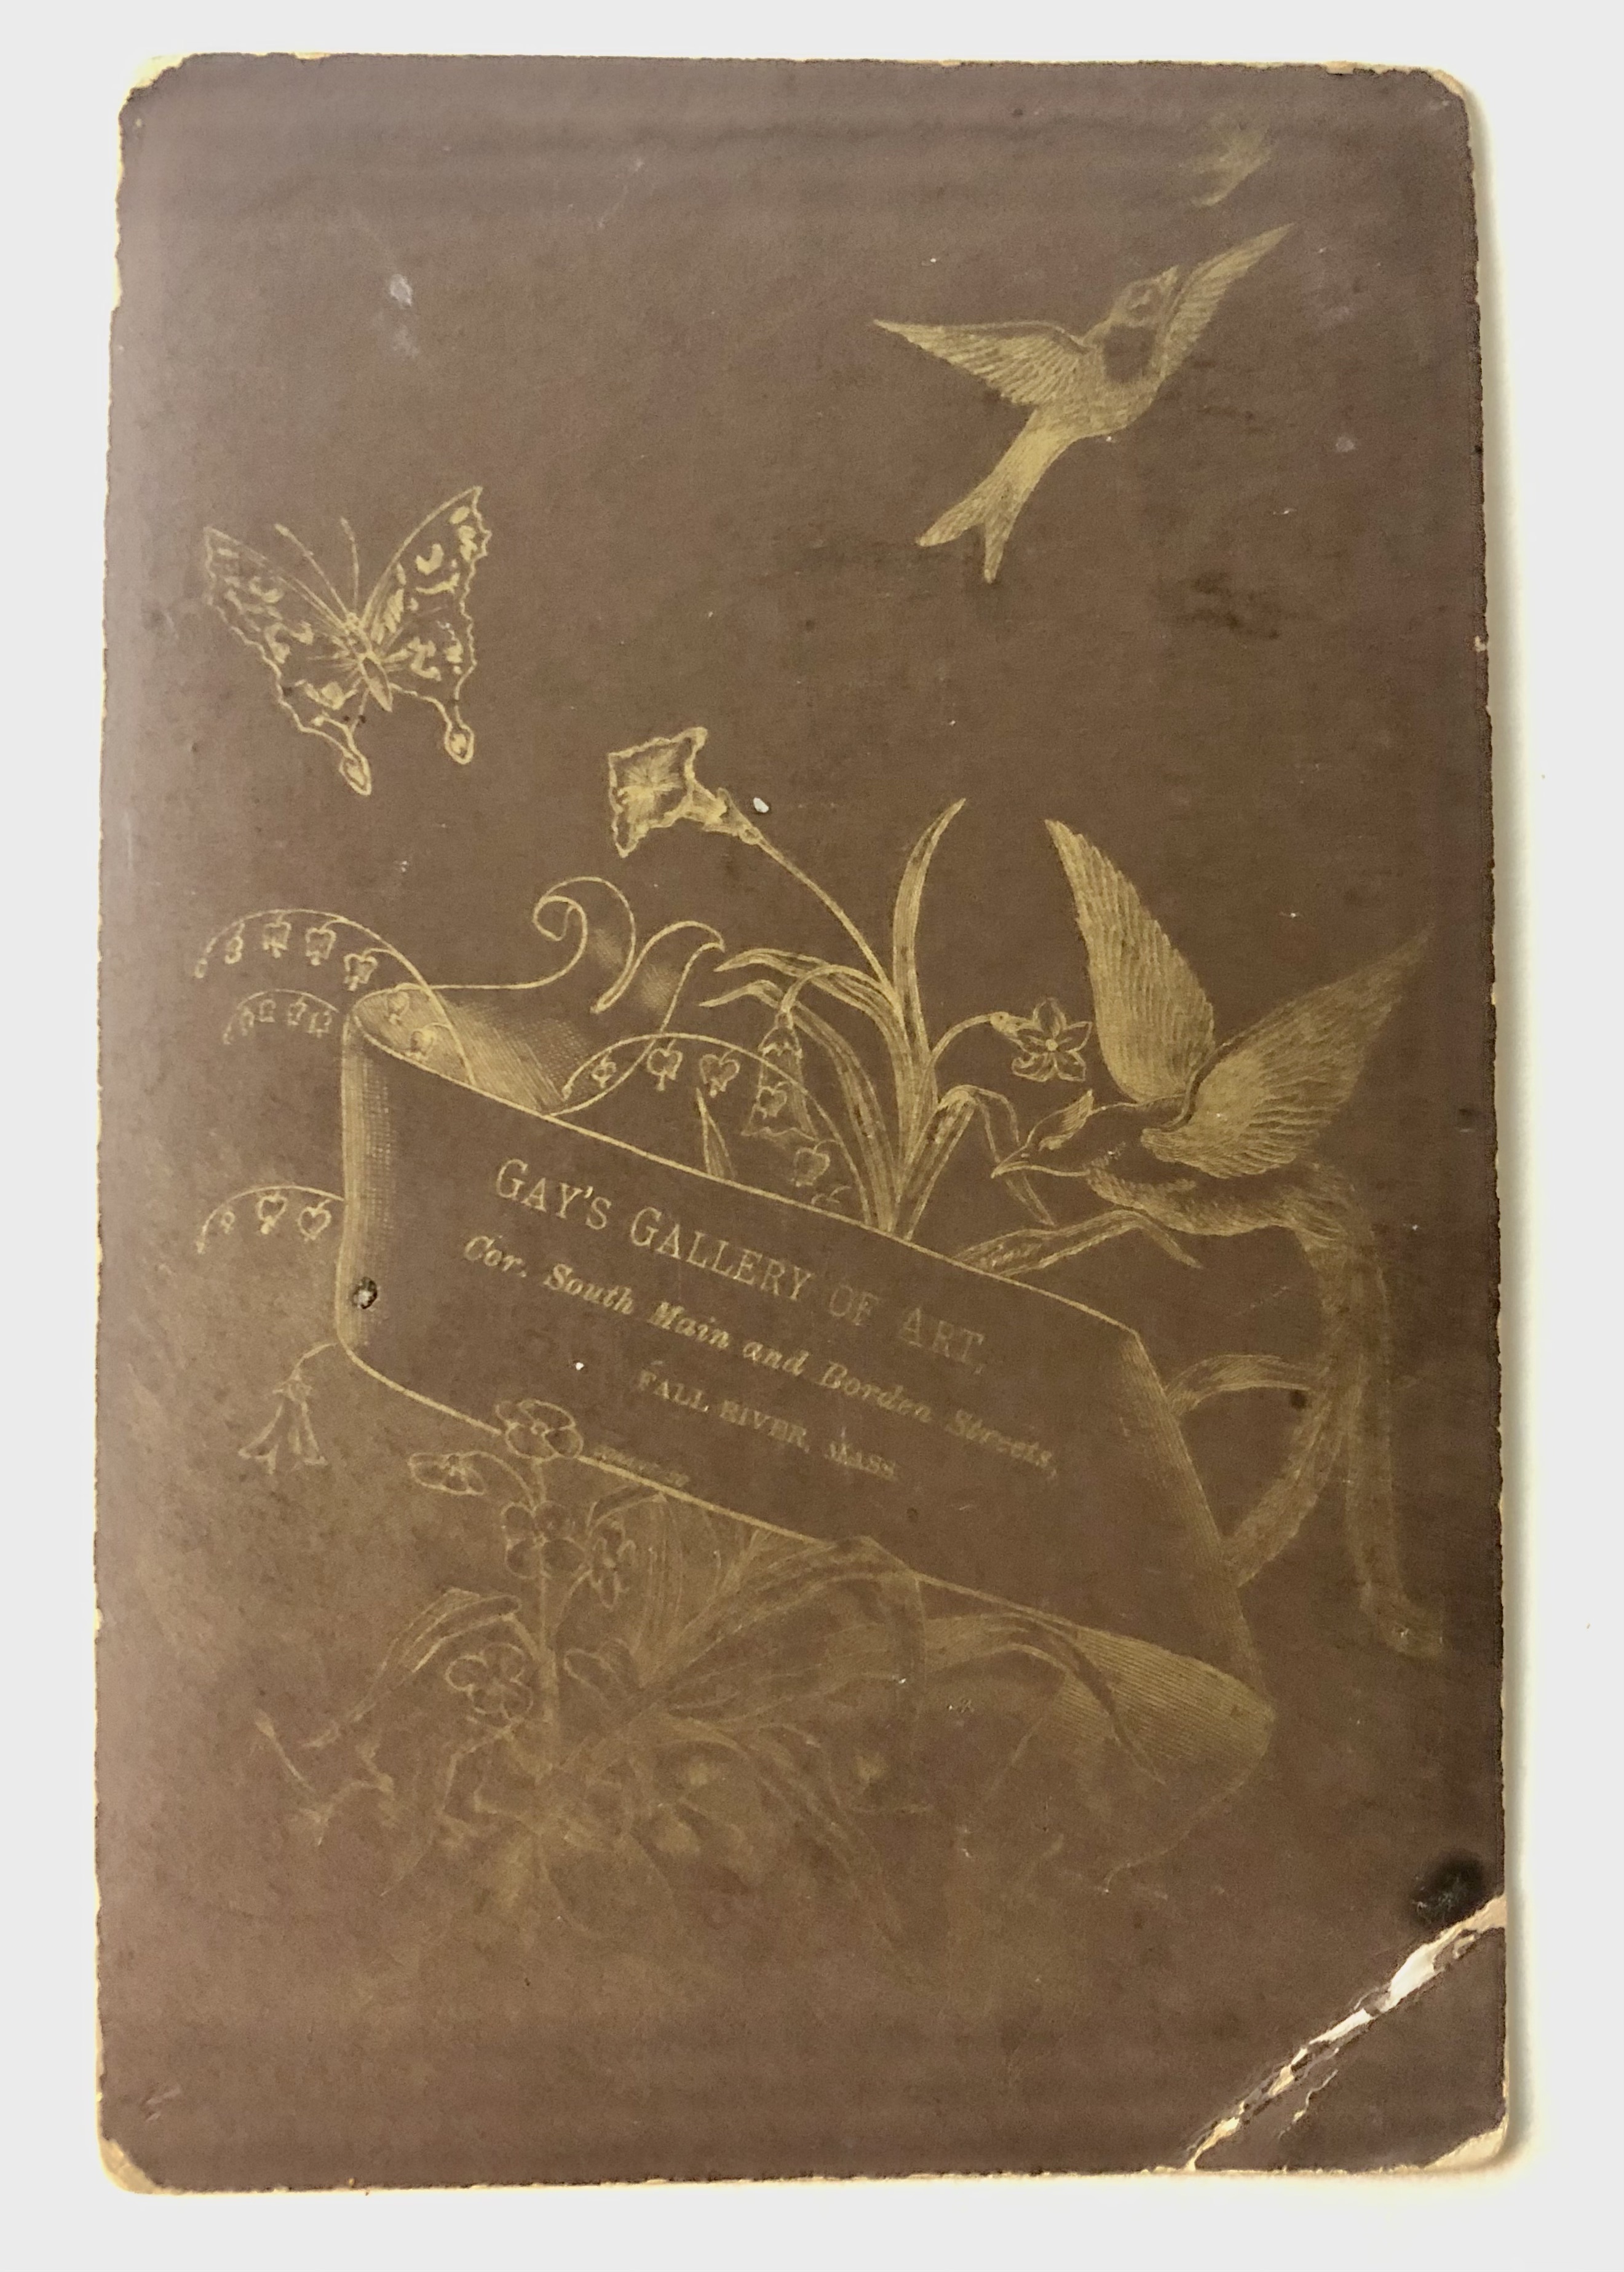 GAY'S GALLERY OF ART,
Cor. South Main and Borden Streets,
FALL RIVER, MASS.